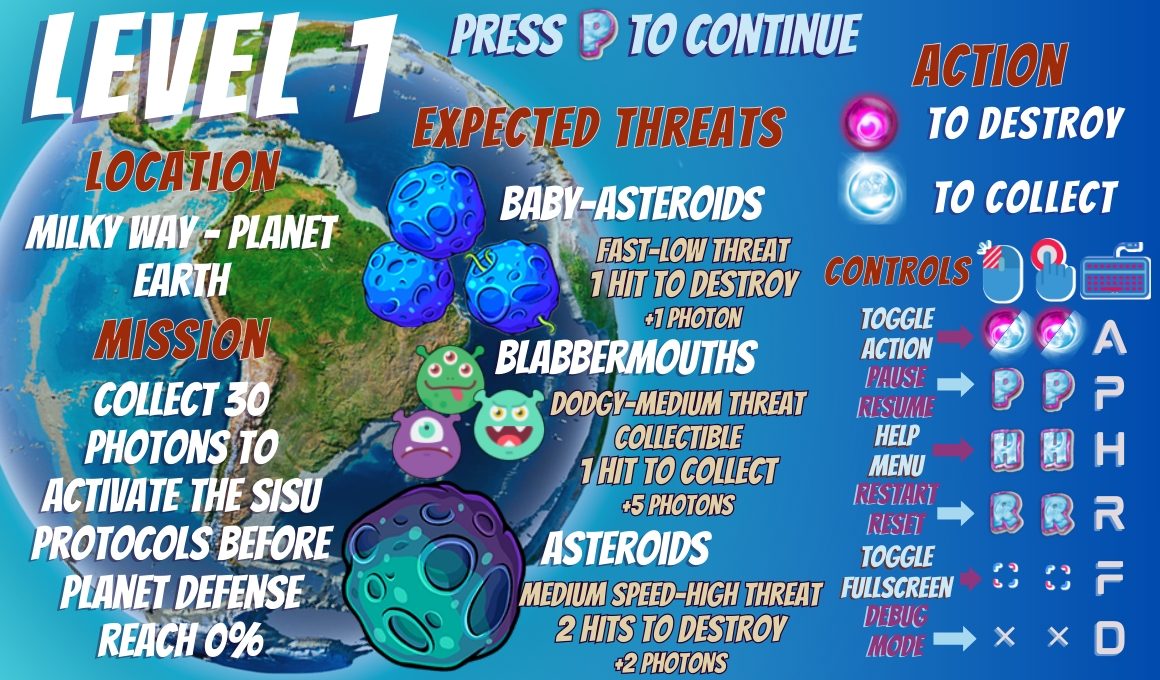 LEVEL 1
PRESS P TO CONTINUE
LOCATION
MILKY WAY - PLANET
EARTH
MISSION
COLLECT 30
PHOTONS TO
ACTIVATE THE SISU
PROTOCOLS BEFORE
PLANET DEFENSE
REACH 0%
EXPECTED THREATS
BABY-ASTEROIDS
FAST-LOW THREAT
1 HIT TO DESTROY
+1 PHOTON
BLABBERMOUTHS
DODGY-MEDIUM THREAT
COLLECTIBLE
1 HIT TO COLLECT
+5 PHOTONS
ASTEROIDS
MEDIUM SPEED-HIGH THREAT
2 HITS TO DESTROY
+2 PHOTONS
ACTION
TO DESTROY
TO COLLECT
CONTROLS
TOGGLE
ACTION
A
PAUSE
RESUME
P P P
HELP
MENU
H H H
RESTART
RESET
R R R
TOGGLE
FULLSCREEN
F
DEBUG
MODE
× × D